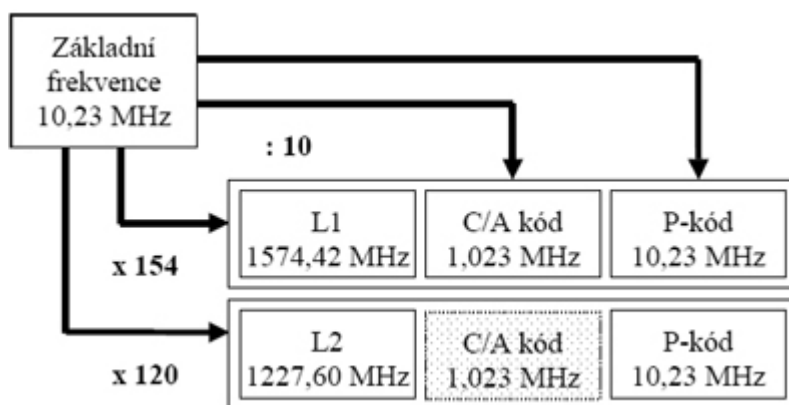 Základní
frekvence
10,23 MHz
: 10
L1
1574,42 MHz
C/A kód
1,023 MHz
P-kód
10,23 MHz
x 154
L2
1227,60 MHz
C/A kód
1,023 MHz
P-kód
10,23 MHz
x 120